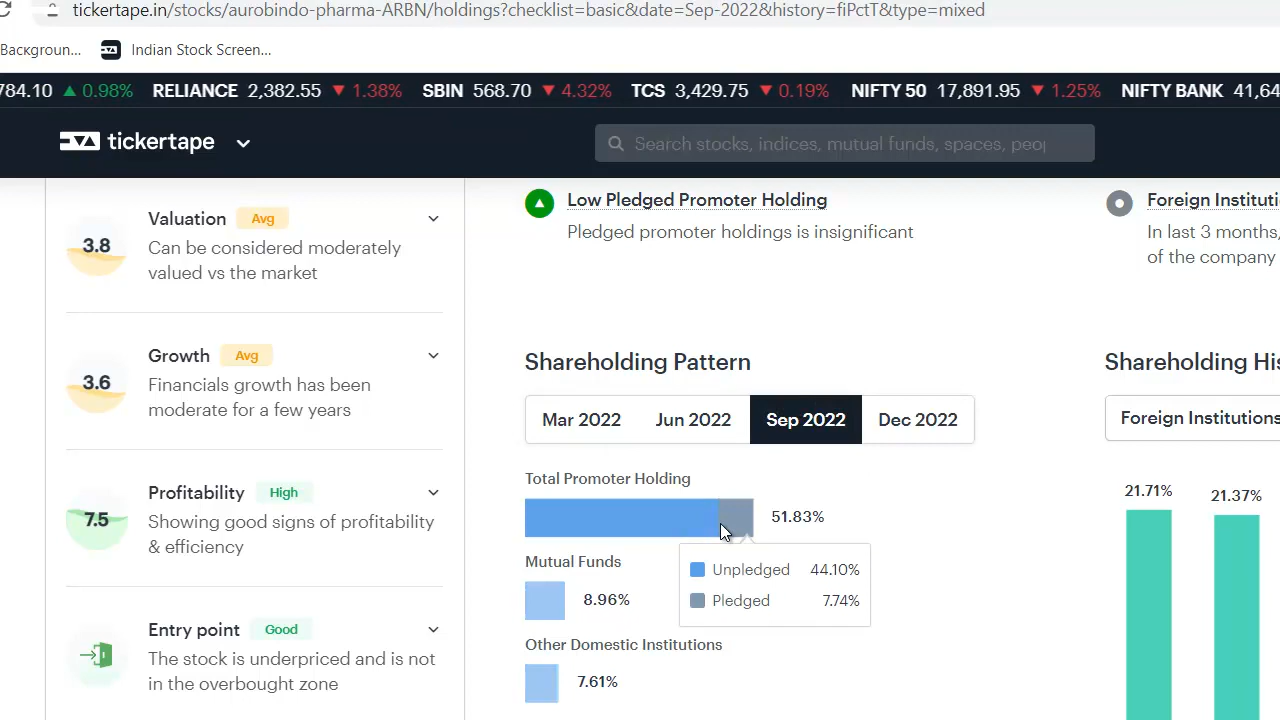 tickertape.in/stocks/aurobindo-pharma-ARBN/holdings?checklist=basic&date=Sep-2022&history=fiPctT&type=mixed
Backgroun... Indian Stock Screen...
784.10 ▲ 0.98% RELIANCE 2,382.55 ▼ 1.38% SBIN 568.70 ▼ 4.32% TCS 3,429.75 ▼ 0.19% NIFTY 50 17,891.95 ▼ 1.25% NIFTY BANK 41,64
tickertape
Search stocks, indices, mutual funds, spaces, peo
Valuation Avg
3.8
Can be considered moderately
valued vs the market
Growth Avg
3.6
Financials growth has been
moderate for a few years
Profitability High
7.5
Showing good signs of profitability
& efficiency
Entry point Good
The stock is underpriced and is not
in the overbought zone
Low Pledged Promoter Holding
Pledged promoter holdings is insignificant
Shareholding Pattern
Mar 2022 Jun 2022 Sep 2022 Dec 2022
Total Promoter Holding
51.83%
Unpledged 44.10%
Pledged 7.74%
Mutual Funds
8.96%
Other Domestic Institutions
7.61%
Foreign Instituti
In last 3 months,
of the company
Shareholding His
Foreign Institutions
21.71% 21.37%